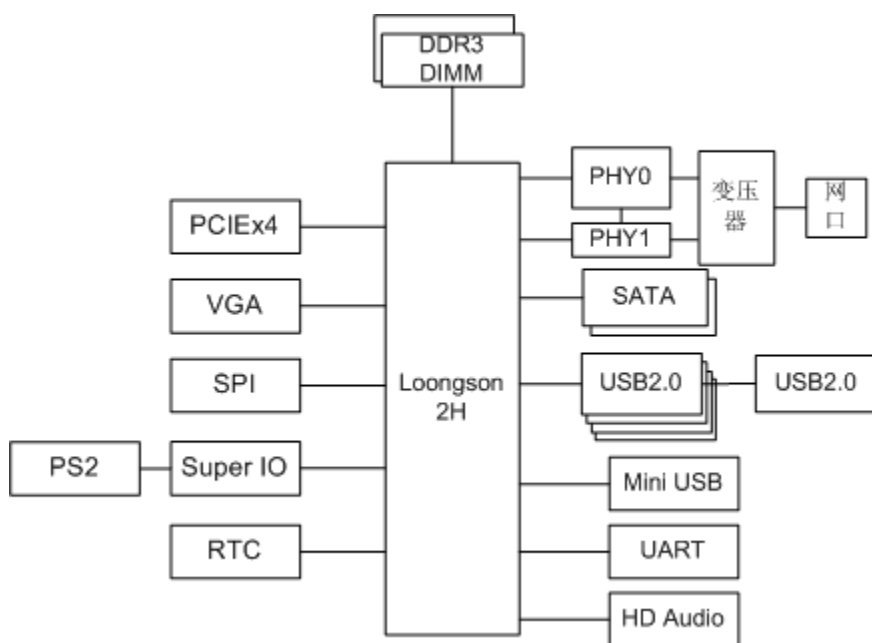 DDR3
DIMM
PHY0
变压
器
网
口
PCIEx4
PHY1
VGA
SATA
SPI
Loongson
2H
USB2.0
USB2.0
PS2
Super IO
Mini USB
RTC
UART
HD Audio